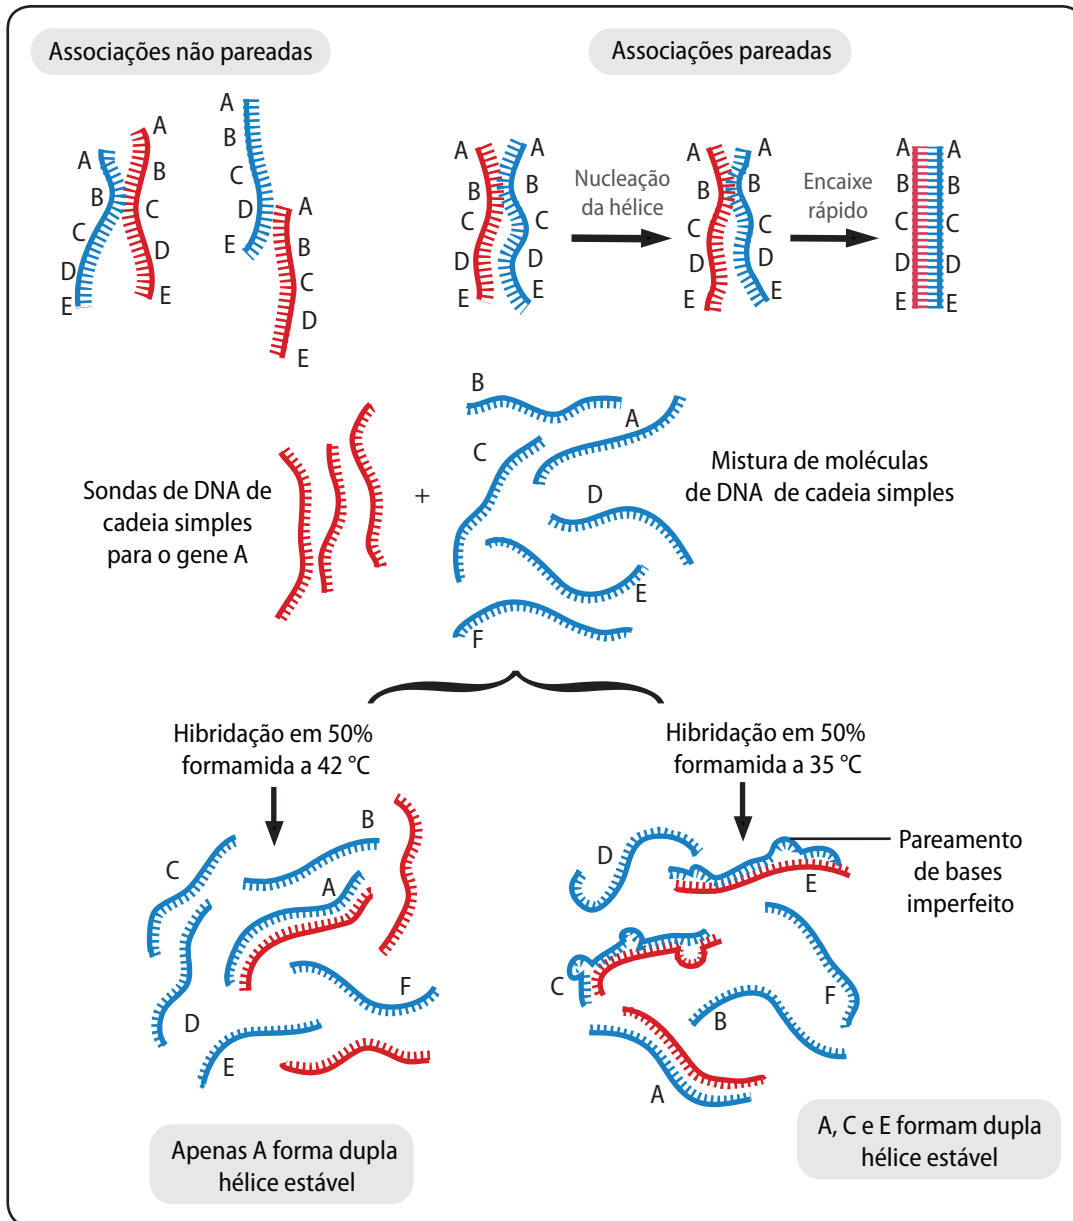 Associações não pareadas
Associações pareadas
A
B
C
D
E
A
B
C
D
E
A
B
C
D
E
A
B
C
D
E
A
B
C
D
E
A
B
C
D
E
Nucleação
da hélice
A
B
C
D
E
A
B
C
D
E
Encaixe
rápido
A
B
C
D
E
A
B
C
D
E
Sondas de DNA de
cadeia simples
para o gene A
+
B
A
C
D
E
F
Mistura de moléculas
de DNA de cadeia simples
Hibridação em 50%
formamida a 42 °C
Hibridação em 50%
formamida a 35 °C
C
B
A
D
F
E
D
E
C
F
B
A
Pareamento
de bases
imperfeito
Apenas A forma dupla
hélice estável
A, C e E formam dupla
hélice estável